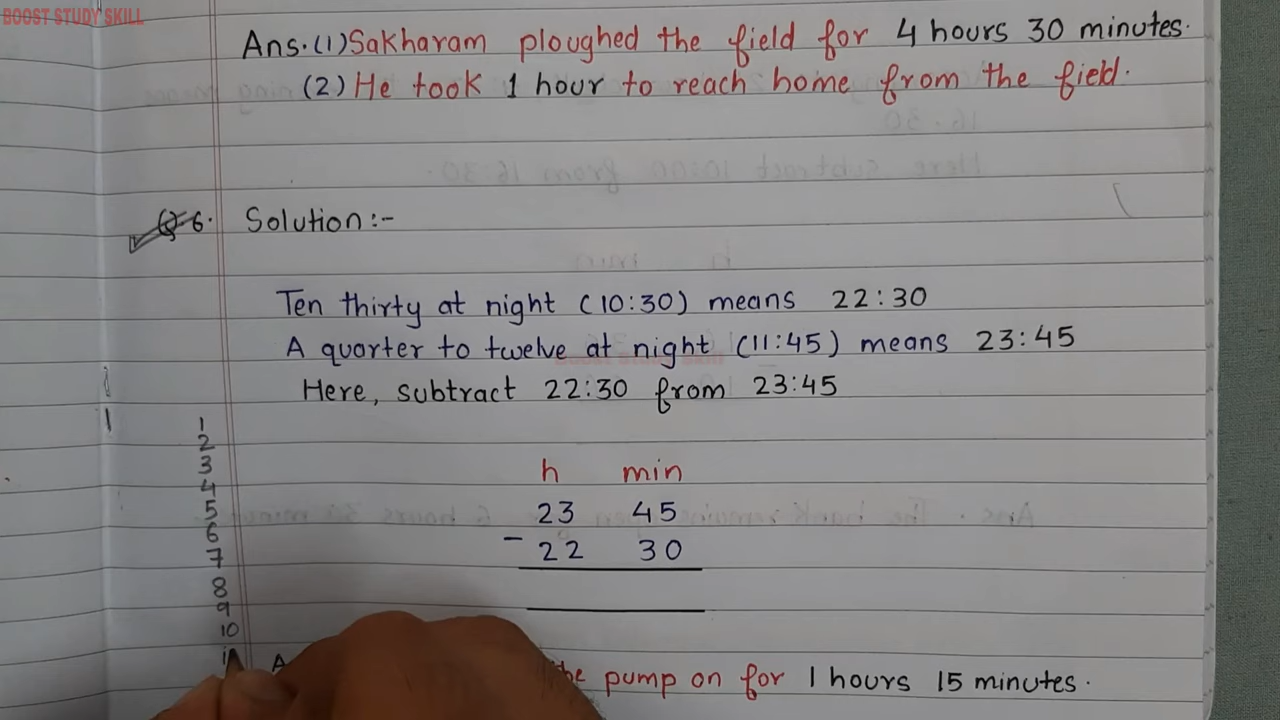 BOOST STUDY SKILL
Ans. (1) Sakharam ploughed the field for 4 hours 30 minutes.
(2) He took 1 hour to reach home from the field.
Q6. Solution :-
Ten thirty at night (10:30) means 22:30
A quorter to twelve at night (11:45) means 23:45
Here, subtract 22:30 from 23:45
1
2
3
4
5
6
7
8
9
10
h min
23 45
- 22 30
pump on for 1 hours 15 minutes.